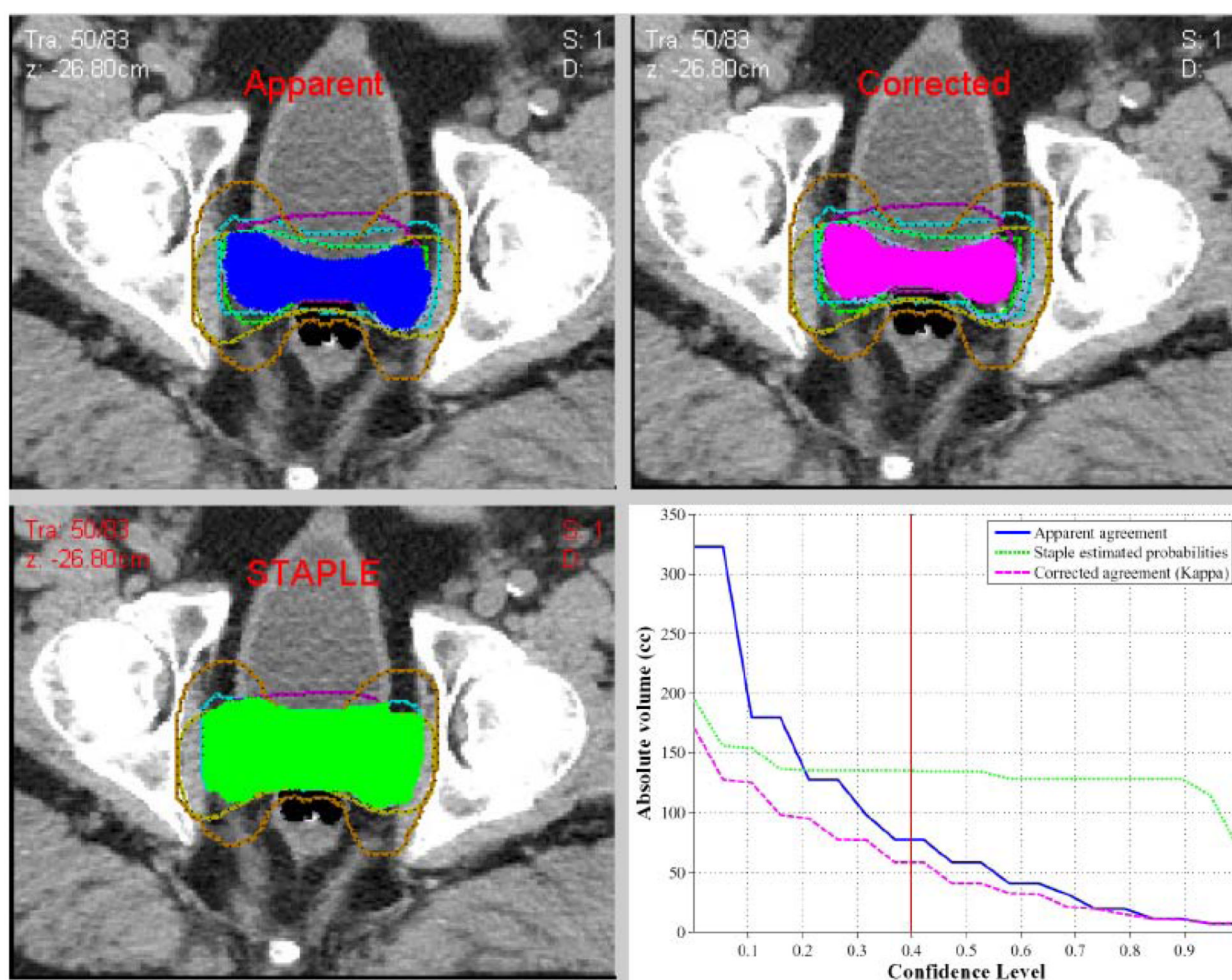 Tra: 50/83
z: -26.80cm
S: 1
D:
Apparent
Tra: 50/83
z: -26.80cm
S: 1
D:
Corrected
Tra: 50/83
z: -26.80cm
S: 1
D:
STAPLE
350
300
250
200
150
100
50
0
Absolute volume (cc)
Apparent agreement
Staple estimated probabilities
Corrected agreement (Kappa)
0.1 0.2 0.3 0.4 0.5 0.6 0.7 0.8 0.9
Confidence Level